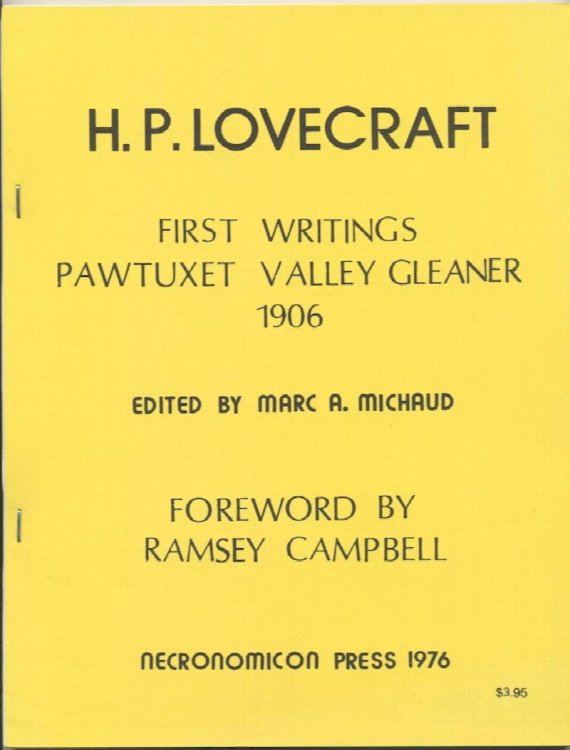 H. P. LOVECRAFT
FIRST WRITINGS
PAWTUXET VALLEY GLEANER
1906
EDITED BY MARC A. MICHAUD
FOREWORD BY
RAMSEY CAMPBELL
NECRONOMICON PRESS 1976
$3.95